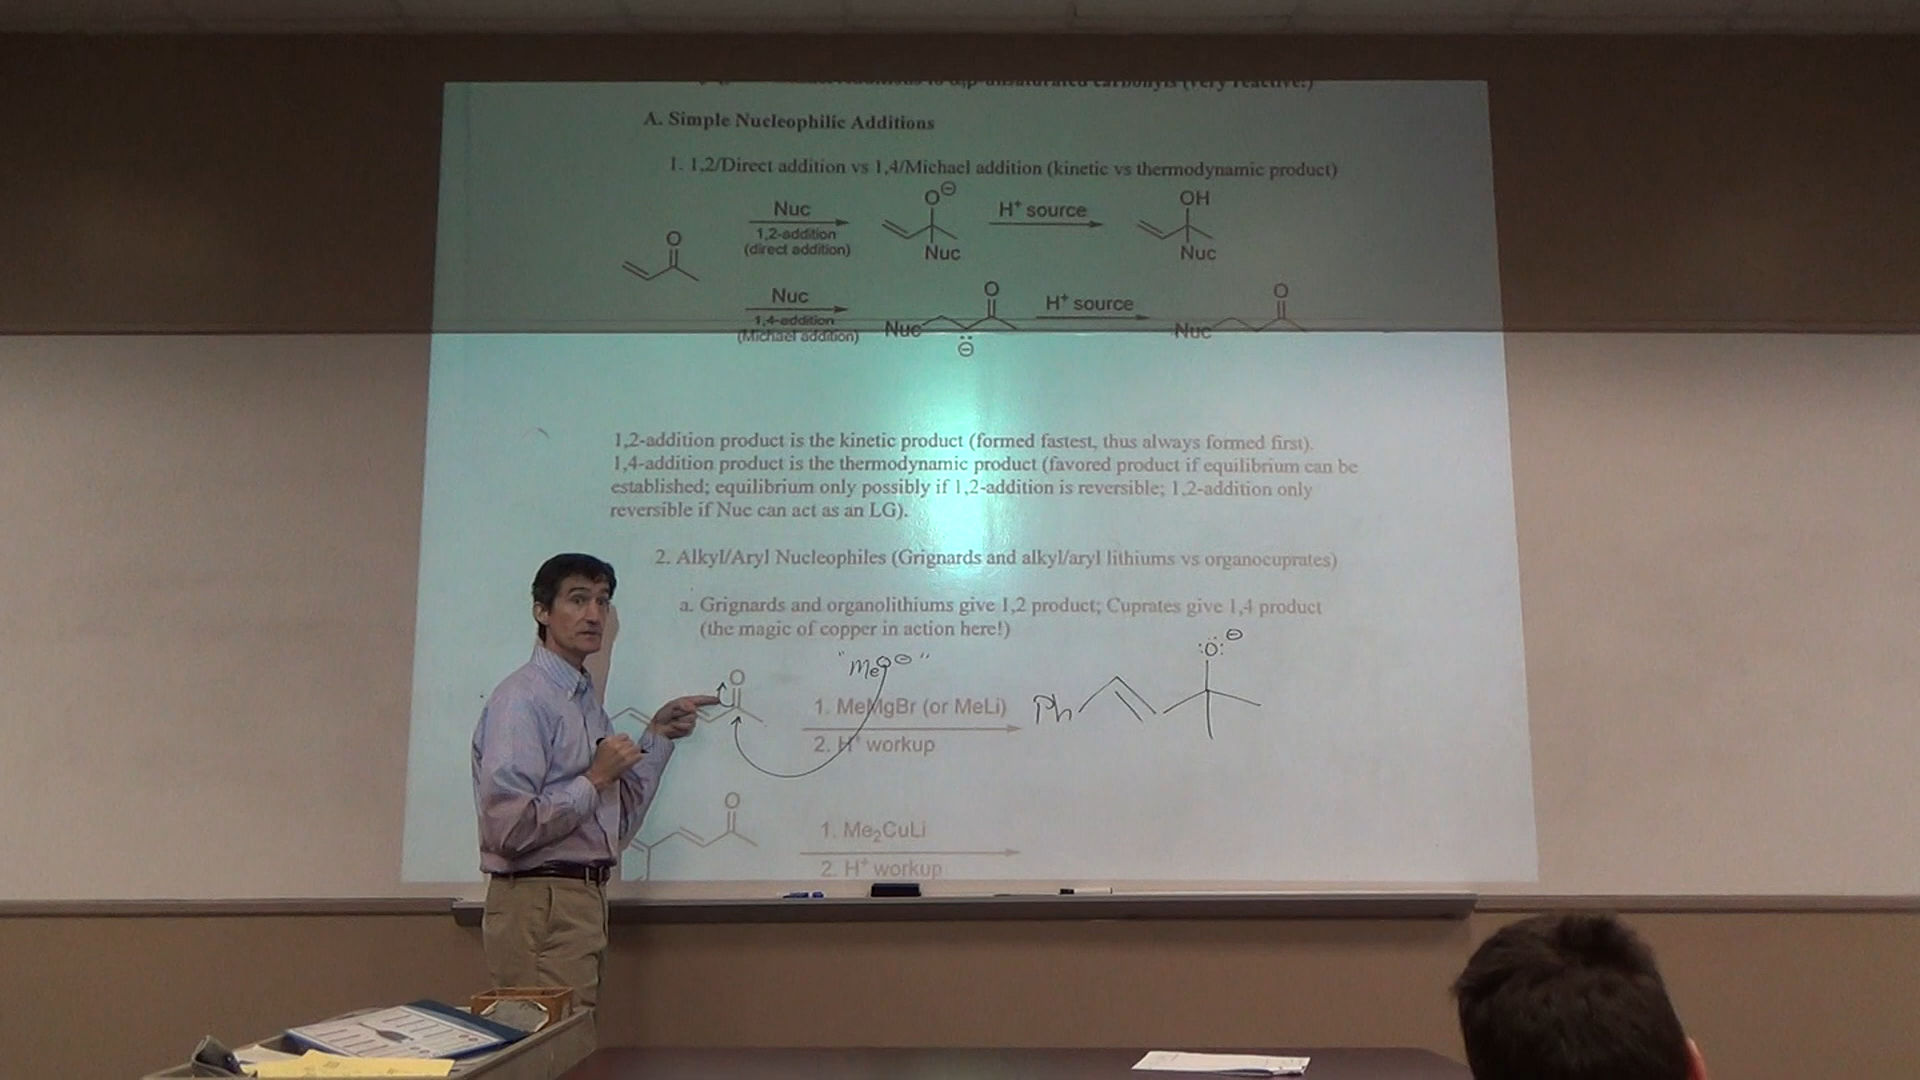 α,β-unsaturated carbonyls (very reactive!)
A. Simple Nucleophilic Additions
1. 1,2/Direct addition vs 1,4/Michael addition (kinetic vs thermodynamic product)
O
Nuc
1,2-addition
(direct addition)
O⊖
Nuc
H⁺ source
OH
Nuc
Nuc
1,4-addition
(Michael addition)
Nuc
O
⊖
H⁺ source
Nuc
O
1,2-addition product is the kinetic product (formed fastest, thus always formed first).
1,4-addition product is the thermodynamic product (favored product if equilibrium can be
established; equilibrium only possibly if 1,2-addition is reversible; 1,2-addition only
reversible if Nuc can act as an LG).
2. Alkyl/Aryl Nucleophiles (Grignards and alkyl/aryl lithiums vs organocuprates)
a. Grignards and organolithiums give 1,2 product; Cuprates give 1,4 product
(the magic of copper in action here!)
"Me:⊖"
O
1. MeMgBr (or MeLi)
2. H⁺ workup
Ph
:Ö:⊖
O
1. Me₂CuLi
2. H⁺ workup